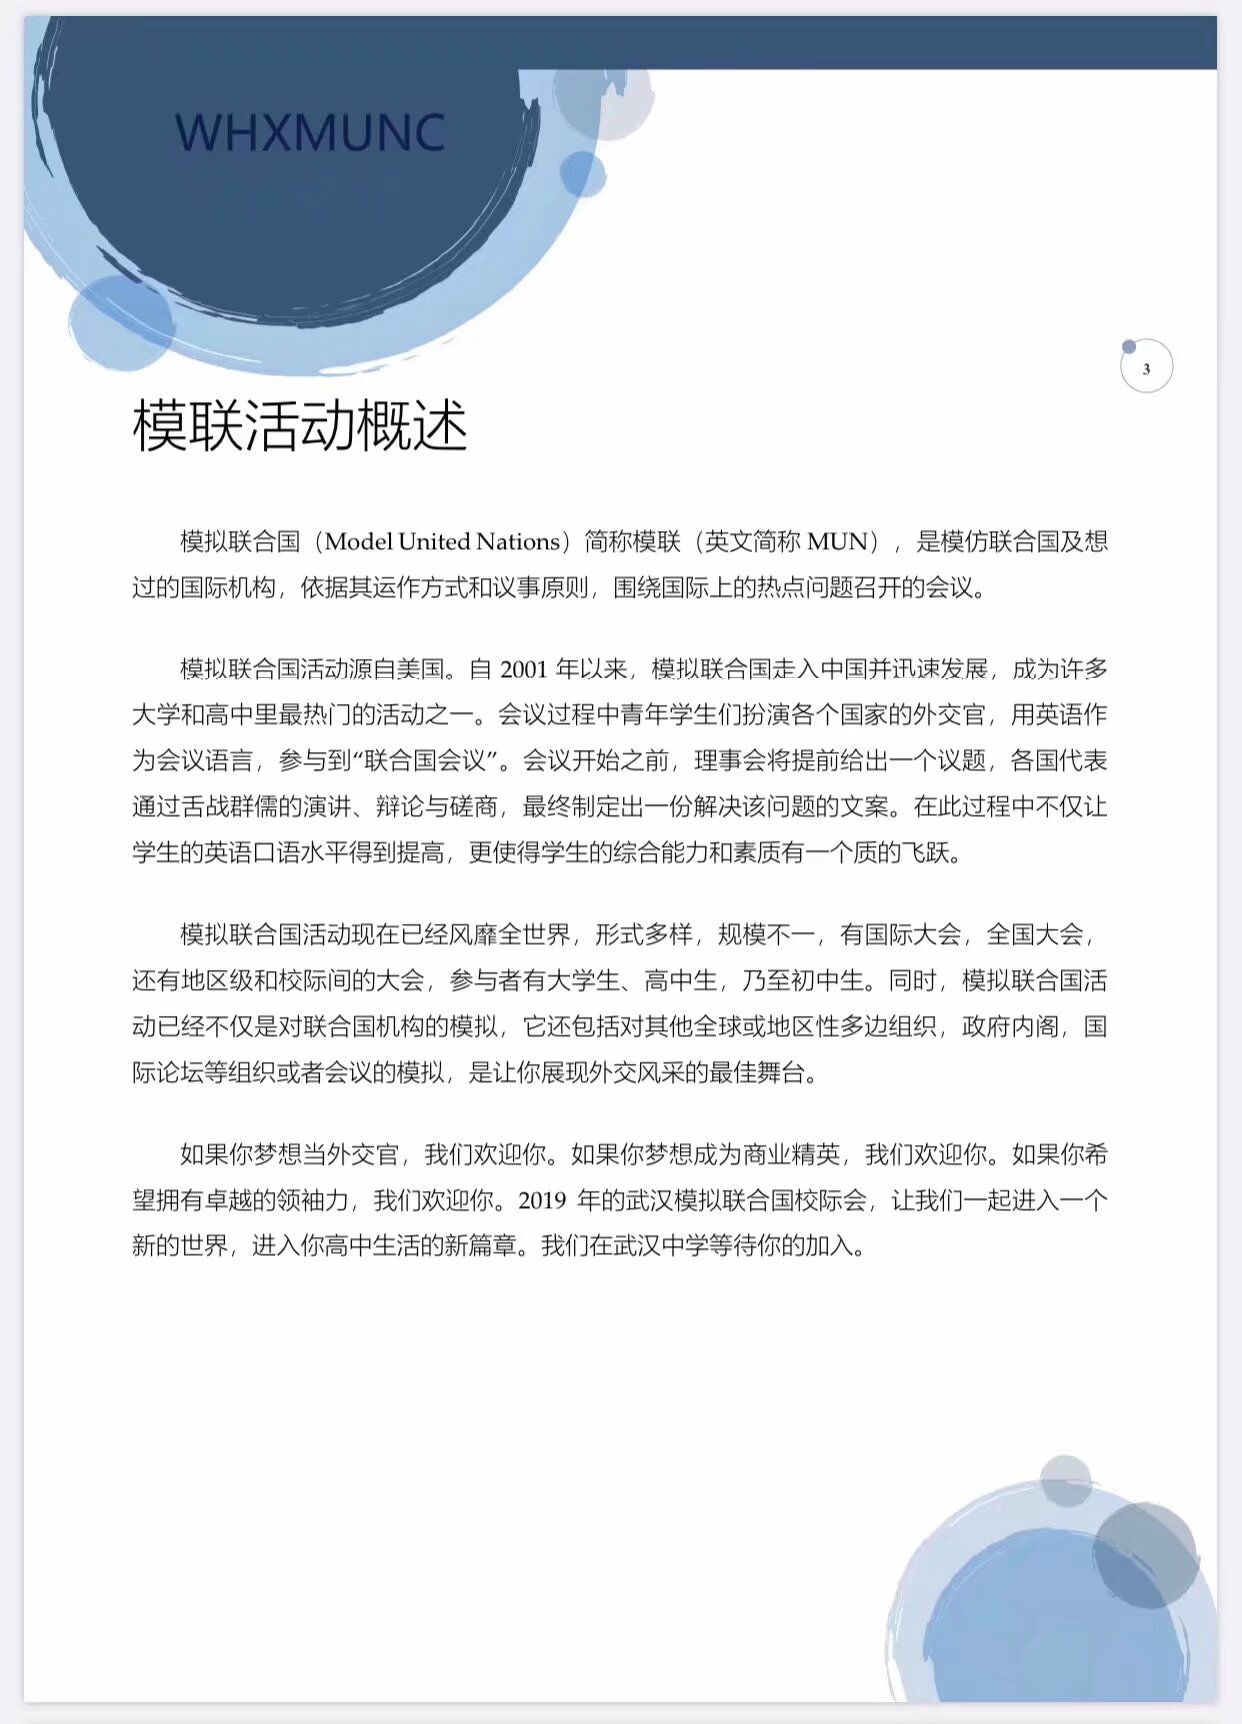 WHXMUNC
3
模联活动概述
模拟联合国（Model United Nations）简称模联（英文简称 MUN），是模仿联合国及想
过的国际机构，依据其运作方式和议事原则，围绕国际上的热点问题召开的会议。
模拟联合国活动源自美国。自 2001 年以来，模拟联合国走入中国并迅速发展，成为许多
大学和高中里最热门的活动之一。会议过程中青年学生们扮演各个国家的外交官，用英语作
为会议语言，参与到“联合国会议”。会议开始之前，理事会将提前给出一个议题，各国代表
通过舌战群儒的演讲、辩论与磋商，最终制定出一份解决该问题的文案。在此过程中不仅让
学生的英语口语水平得到提高，更使得学生的综合能力和素质有一个质的飞跃。
模拟联合国活动现在已经风靡全世界，形式多样，规模不一，有国际大会，全国大会，
还有地区级和校际间的大会，参与者有大学生、高中生，乃至初中生。同时，模拟联合国活
动已经不仅是对联合国机构的模拟，它还包括对其他全球或地区性多边组织，政府内阁，国
际论坛等组织或者会议的模拟，是让你展现外交风采的最佳舞台。
如果你梦想当外交官，我们欢迎你。如果你梦想成为商业精英，我们欢迎你。如果你希
望拥有卓越的领袖力，我们欢迎你。2019 年的武汉模拟联合国校际会，让我们一起进入一个
新的世界，进入你高中生活的新篇章。我们在武汉中学等待你的加入。